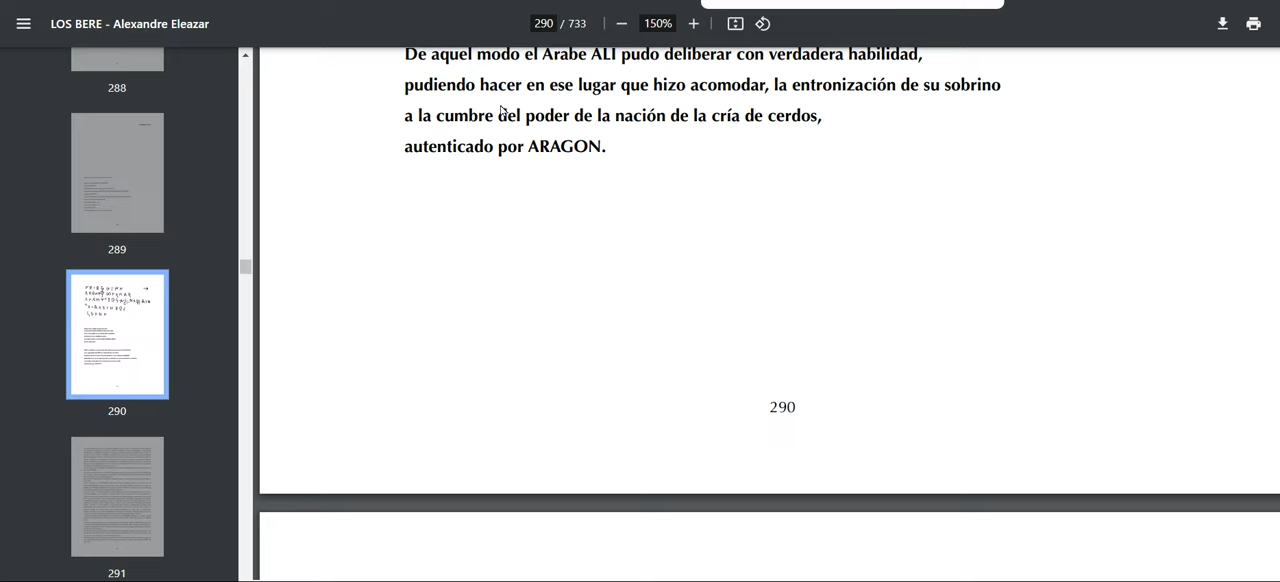 LOS BERE - Alexandre Eleazar
290 / 733
150%
288
289
290
291
De aquel modo el Arabe ALI pudo deliberar con verdadera habilidad,
pudiendo hacer en ese lugar que hizo acomodar, la entronización de su sobrino
a la cumbre del poder de la nación de la cría de cerdos,
autenticado por ARAGON.
290